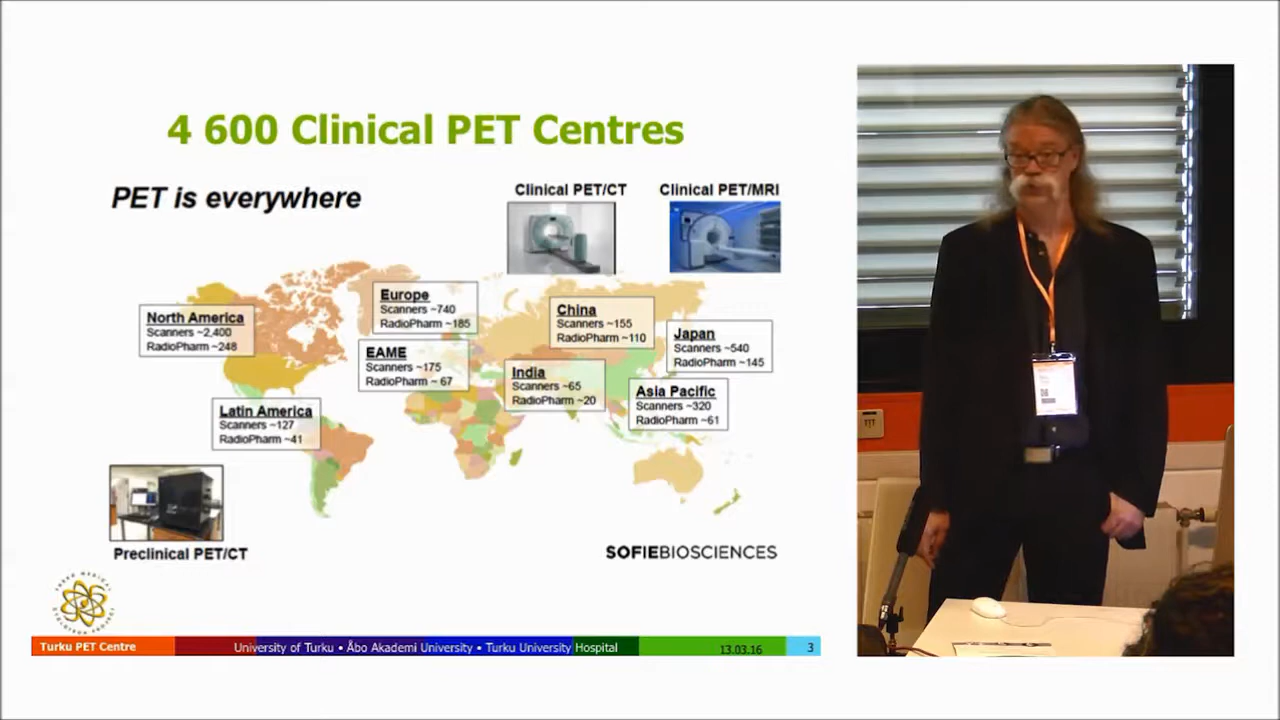 4 600 Clinical PET Centres
PET is everywhere
Clinical PET/CT
Clinical PET/MRI
North America
Scanners ~2,400
RadioPharm ~248
Europe
Scanners ~740
RadioPharm ~185
EAME
Scanners ~175
RadioPharm ~ 67
China
Scanners ~155
RadioPharm ~110
Japan
Scanners ~540
RadioPharm ~145
India
Scanners ~65
RadioPharm ~20
Asia Pacific
Scanners ~320
RadioPharm ~61
Latin America
Scanners ~127
RadioPharm ~41
Preclinical PET/CT
SOFIEBIOSCIENCES
TURKU MEDICAL
CYCLOTRON PROJECT
Turku PET Centre
University of Turku • Åbo Akademi University • Turku University Hospital
13.03.16
3